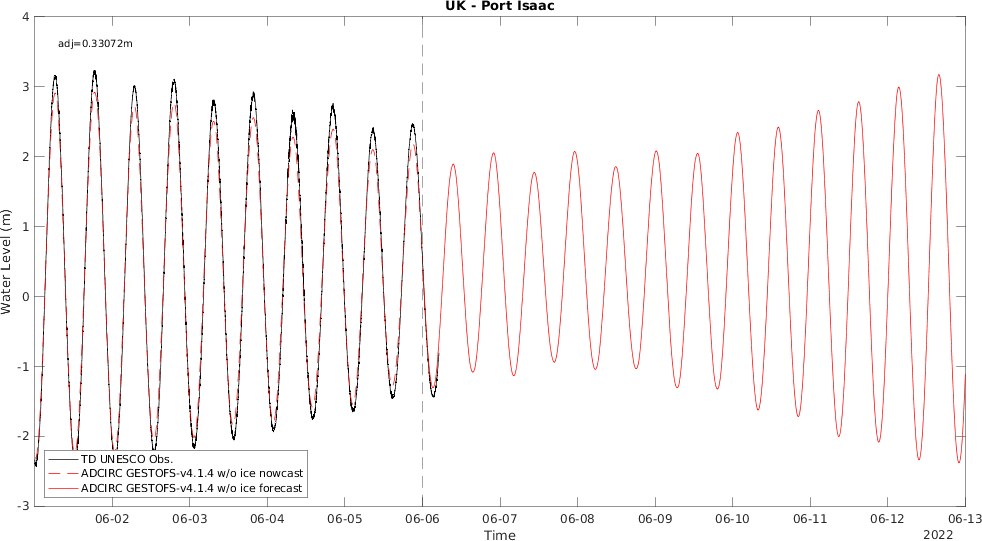 UK - Port Isaac
adj=0.33072m
4
3
2
1
0
-1
-2
-3
Water Level (m)
TD UNESCO Obs.
ADCIRC GESTOFS-v4.1.4 w/o ice nowcast
ADCIRC GESTOFS-v4.1.4 w/o ice forecast
06-02 06-03 06-04 06-05 06-06 06-07 06-08 06-09 06-10 06-11 06-12 06-13
Time
2022